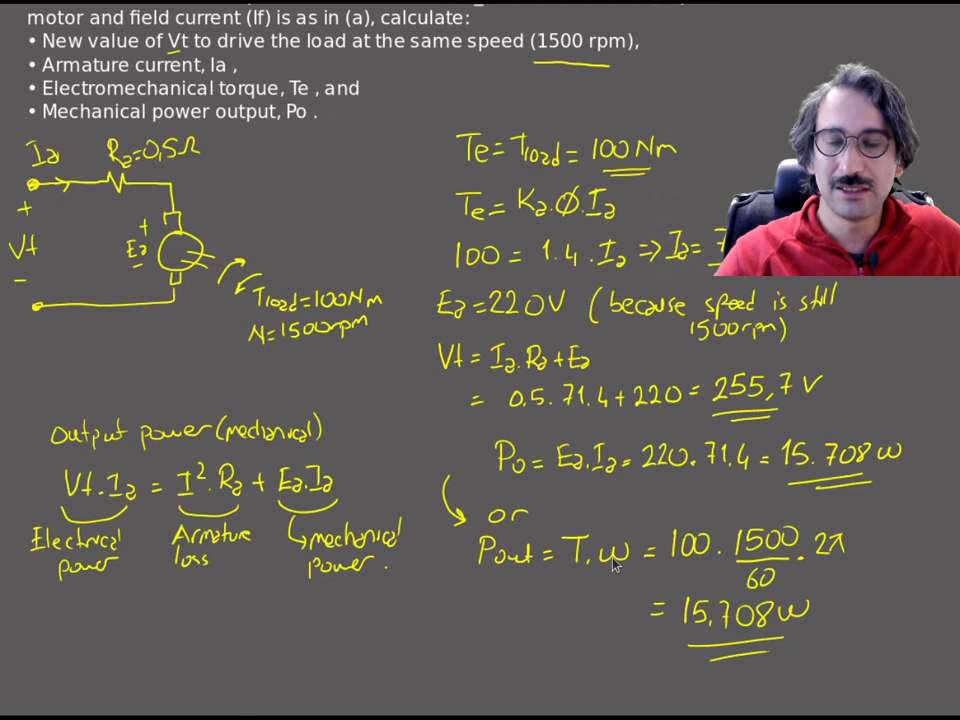 motor and field current (If) is as in (a), calculate:
• New value of Vt to drive the load at the same speed (1500 rpm),
• Armature current, Ia ,
• Electromechanical torque, Te , and
• Mechanical power output, Po .
Ia Ra=0,5Ω
+
Vt
-
+
Ea
-
Tload=100Nm
N=1500rpm
Output power (mechanical)
Vt.Ia = I².Ra + Ea.Ia
Electrical power
Armature loss
mechanical power.
Te = Tload = 100 Nm
Te = Ka.Ø.Ia
100 = 1.4 . Ia => Ia =
Ea = 220V (because speed is still
1500rpm)
Vt = Ia.Ra + Ea
= 0.5.71.4 + 220 = 255,7 V
Po = Ea.Ia = 220.71.4 = 15.708 W
or
Pout = T.w = 100 . 1500/60 . 2π
= 15.708 W